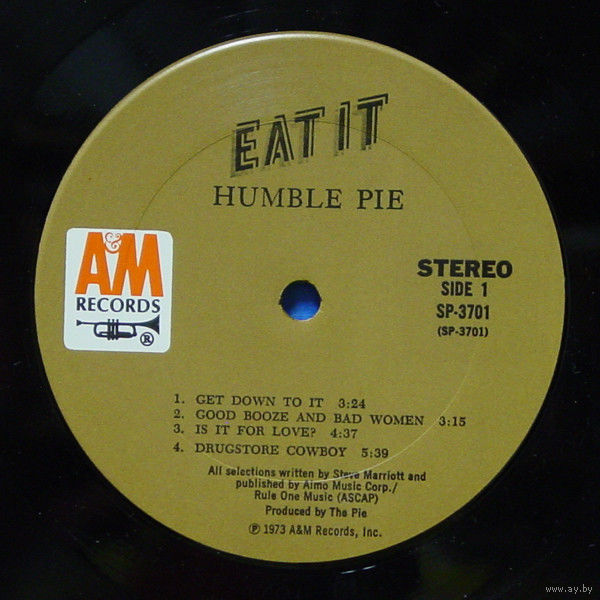 EAT IT
HUMBLE PIE
A&M
RECORDS
®
STEREO
SIDE 1
SP-3701
(SP-3701)
1. GET DOWN TO IT 3:24
2. GOOD BOOZE AND BAD WOMEN 3:15
3. IS IT FOR LOVE? 4:37
4. DRUGSTORE COWBOY 5:39
All selections written by Steve Marriott and
published by Almo Music Corp./
Rule One Music (ASCAP)
Produced by The Pie
℗ 1973 A&M Records, Inc.
www.ay.by